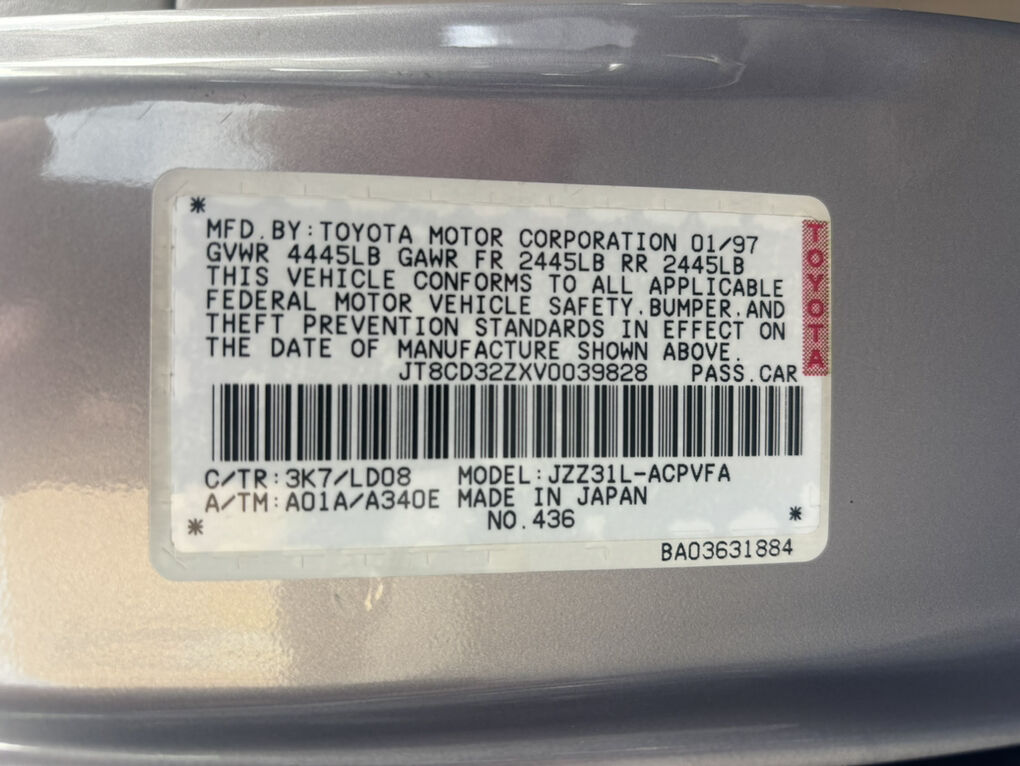 *
MFD.BY:TOYOTA MOTOR CORPORATION 01/97
GVWR 4445LB GAWR FR 2445LB RR 2445LB
THIS VEHICLE CONFORMS TO ALL APPLICABLE
FEDERAL MOTOR VEHICLE SAFETY.BUMPER.AND
THEFT PREVENTION STANDARDS IN EFFECT ON
THE DATE OF MANUFACTURE SHOWN ABOVE.
JT8CD32ZXV0039828 PASS.CAR
TOYOTA
C/TR:3K7/LD08 MODEL:JZZ31L-ACPVFA
A/TM:A01A/A340E MADE IN JAPAN
* NO.436 *
BA03631884